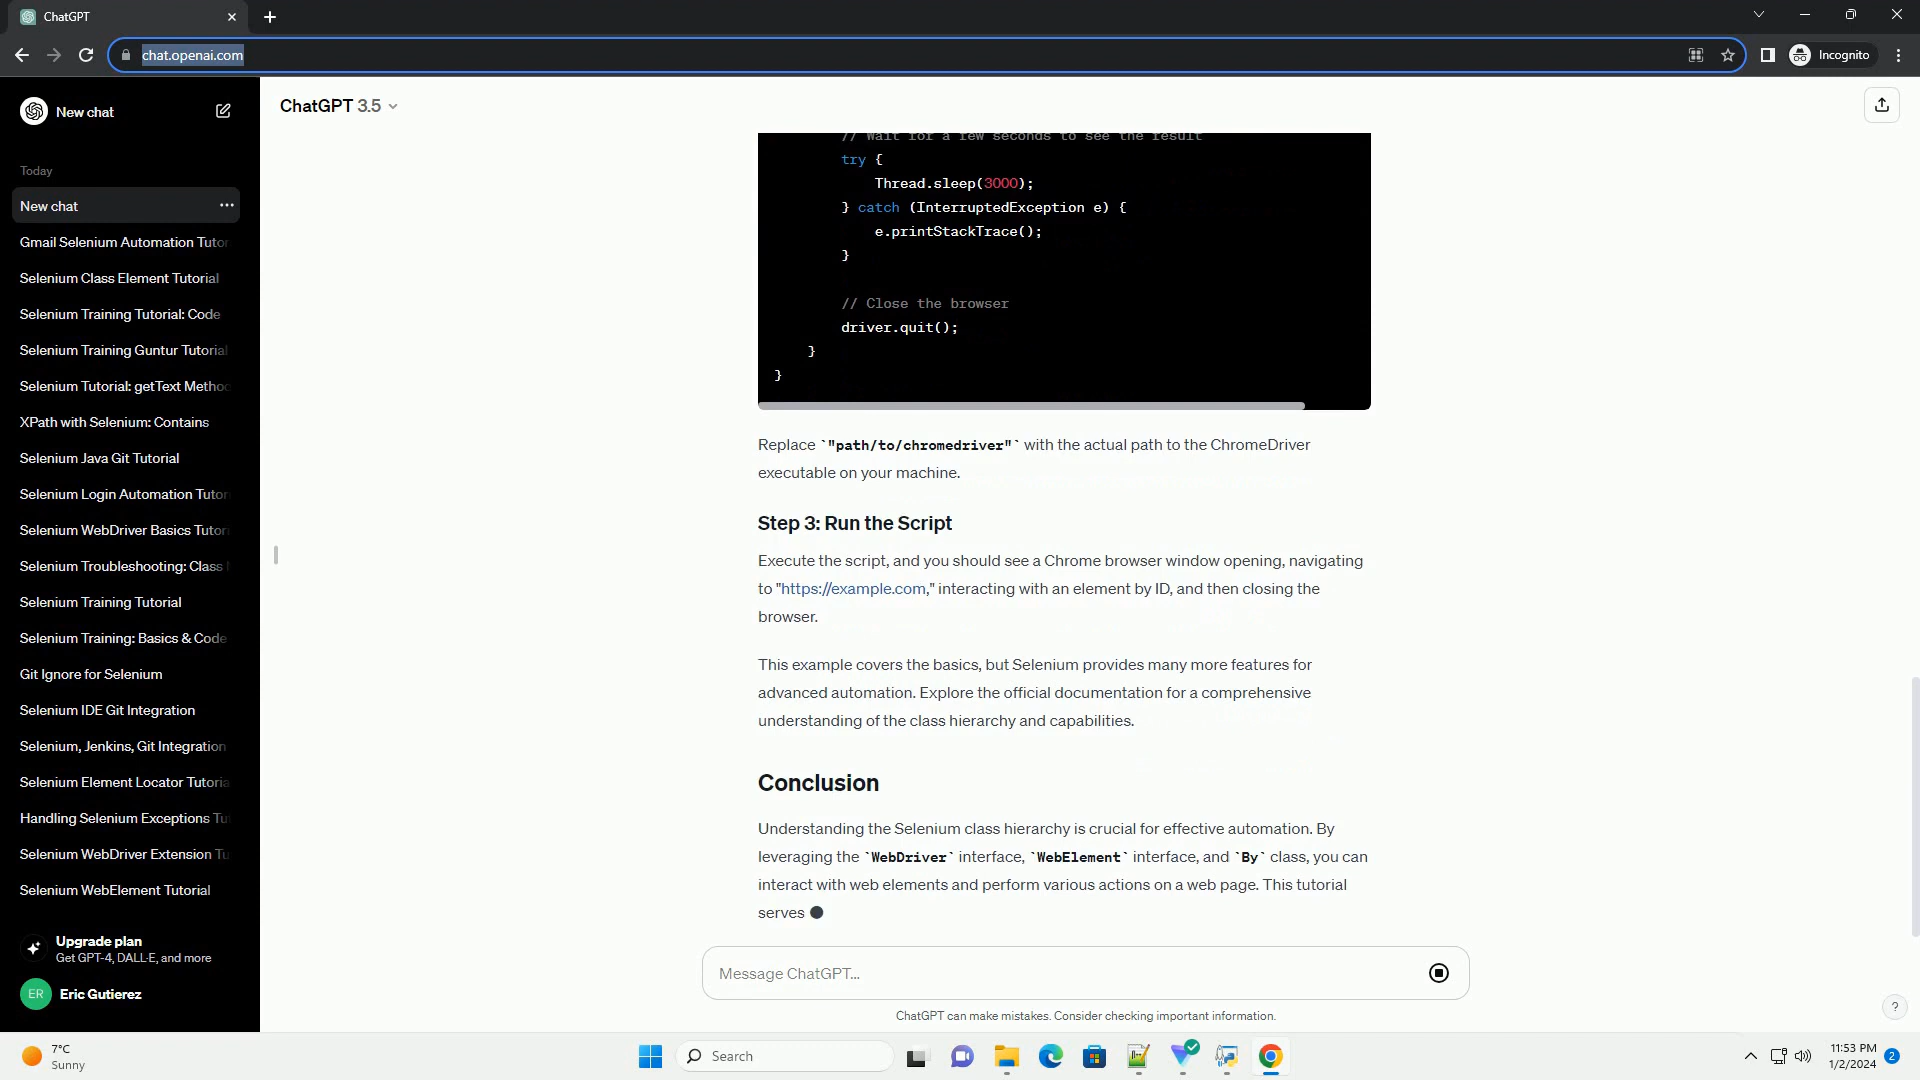 ChatGPT
chat.openai.com
Incognito
New chat
ChatGPT 3.5
Today
New chat
Gmail Selenium Automation Tutor
Selenium Class Element Tutorial
Selenium Training Tutorial: Code
Selenium Training Guntur Tutorial
Selenium Tutorial: getText Metho
XPath with Selenium: Contains
Selenium Java Git Tutorial
Selenium Login Automation Tutor
Selenium WebDriver Basics Tutor
Selenium Troubleshooting: Class
Selenium Training Tutorial
Selenium Training: Basics & Code
Git Ignore for Selenium
Selenium IDE Git Integration
Selenium, Jenkins, Git Integration
Selenium Element Locator Tutoria
Handling Selenium Exceptions Tu
Selenium WebDriver Extension Tu
Selenium WebElement Tutorial
Upgrade plan
Get GPT-4, DALL·E, and more
ER
Eric Gutierez
// Wait for a few seconds to see the result
try {
Thread.sleep(3000);
} catch (InterruptedException e) {
e.printStackTrace();
}
// Close the browser
driver.quit();
}
}
Replace `"path/to/chromedriver"` with the actual path to the ChromeDriver
executable on your machine.
Step 3: Run the Script
Execute the script, and you should see a Chrome browser window opening, navigating
to "https://example.com," interacting with an element by ID, and then closing the
browser.
This example covers the basics, but Selenium provides many more features for
advanced automation. Explore the official documentation for a comprehensive
understanding of the class hierarchy and capabilities.
Conclusion
Understanding the Selenium class hierarchy is crucial for effective automation. By
leveraging the `WebDriver` interface, `WebElement` interface, and `By` class, you can
interact with web elements and perform various actions on a web page. This tutorial
serves
Message ChatGPT...
ChatGPT can make mistakes. Consider checking important information.
?
7°C
Sunny
Search
11:53 PM
1/2/2024
2